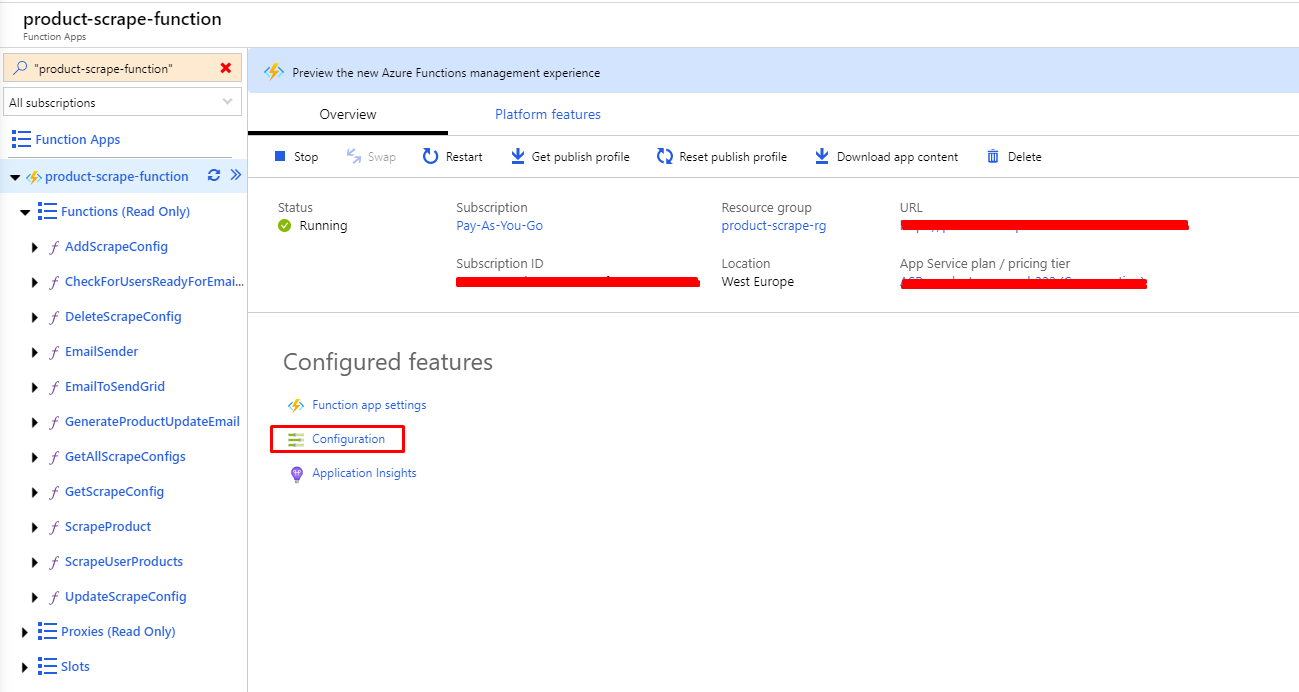 product-scrape-function
Function Apps
"product-scrape-function"
All subscriptions
Function Apps
product-scrape-function
Functions (Read Only)
AddScrapeConfig
CheckForUsersReadyForEmai...
DeleteScrapeConfig
EmailSender
EmailToSendGrid
GenerateProductUpdateEmail
GetAllScrapeConfigs
GetScrapeConfig
ScrapeProduct
ScrapeUserProducts
UpdateScrapeConfig
Proxies (Read Only)
Slots
Preview the new Azure Functions management experience
Overview Platform features
Stop Swap Restart Get publish profile Reset publish profile Download app content Delete
Status Subscription Resource group URL
Running Pay-As-You-Go product-scrape-rg
Subscription ID Location App Service plan / pricing tier
West Europe
Configured features
Function app settings
Configuration
Application Insights